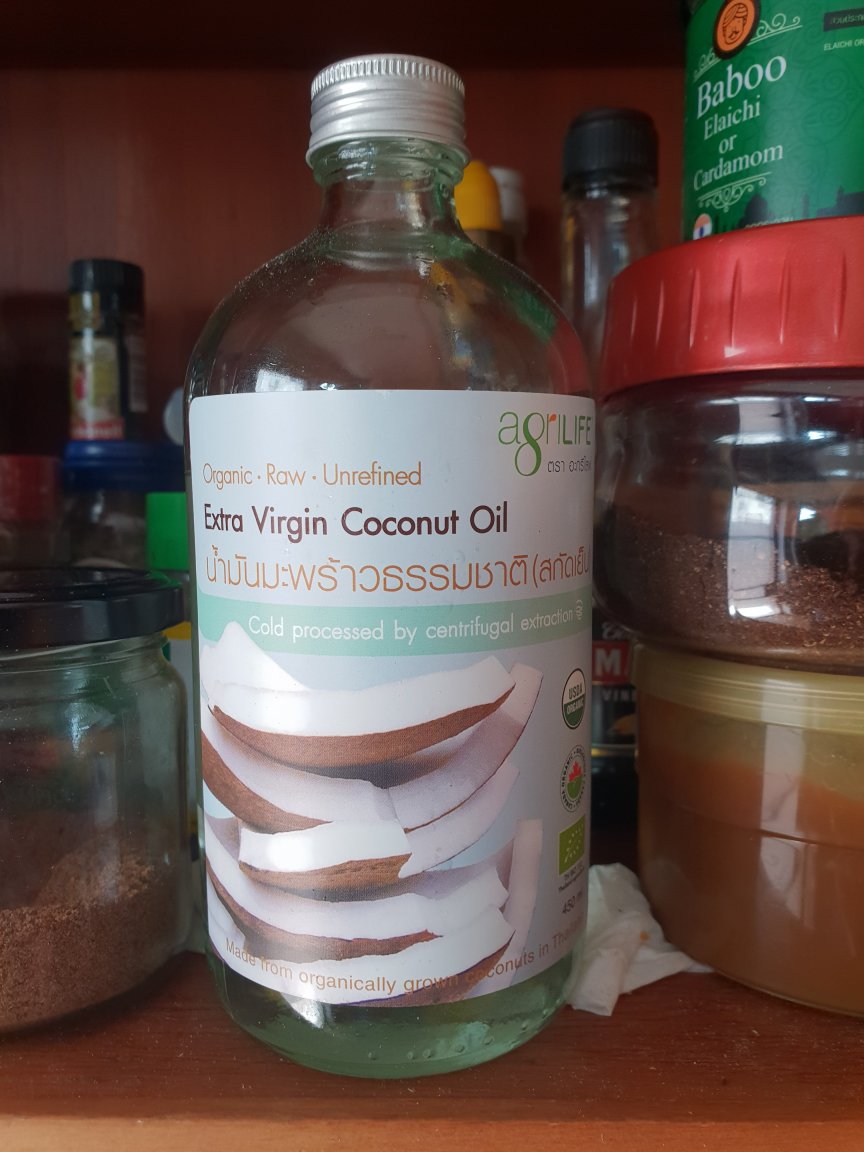 Baboo
Elaichi
or
Cardamom
agriLIFE
ตรา อะกรีไลฟ์
Organic · Raw · Unrefined
Extra Virgin Coconut Oil
น้ำมันมะพร้าวธรรมชาติ (สกัดเย็น
Cold processed by centrifugal extraction
USDA
ORGANIC
450 ml
Made from organically grown coconuts in Thailand